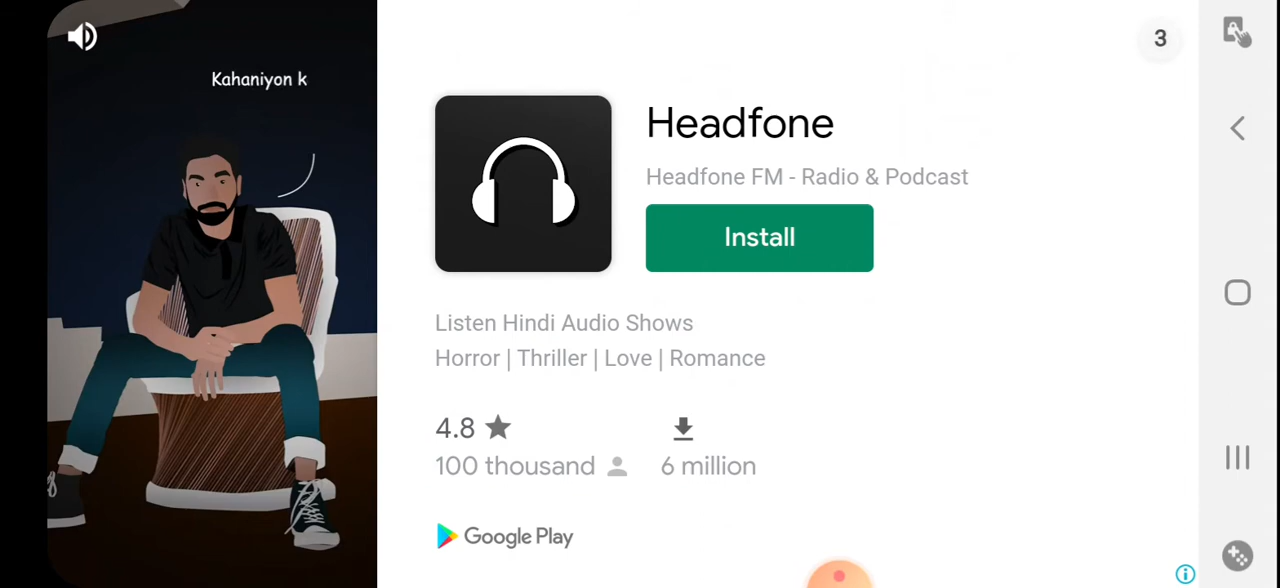 Kahaniyon k
3
Headfone
Headfone FM - Radio & Podcast
Install
Listen Hindi Audio Shows
Horror | Thriller | Love | Romance
4.8
100 thousand
6 million
Google Play